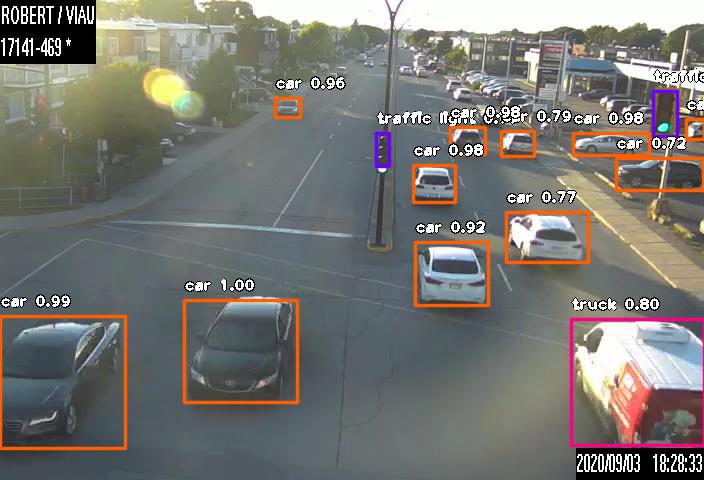 ROBERT / VIAU
17141-469 *
car 0.96
traffic
car 0.98
0.79
car 0.98
car 0.98
car 0.72
car 0.77
car 0.92
car 1.00
car 0.99
truck 0.80
2020/09/03 18:28:33